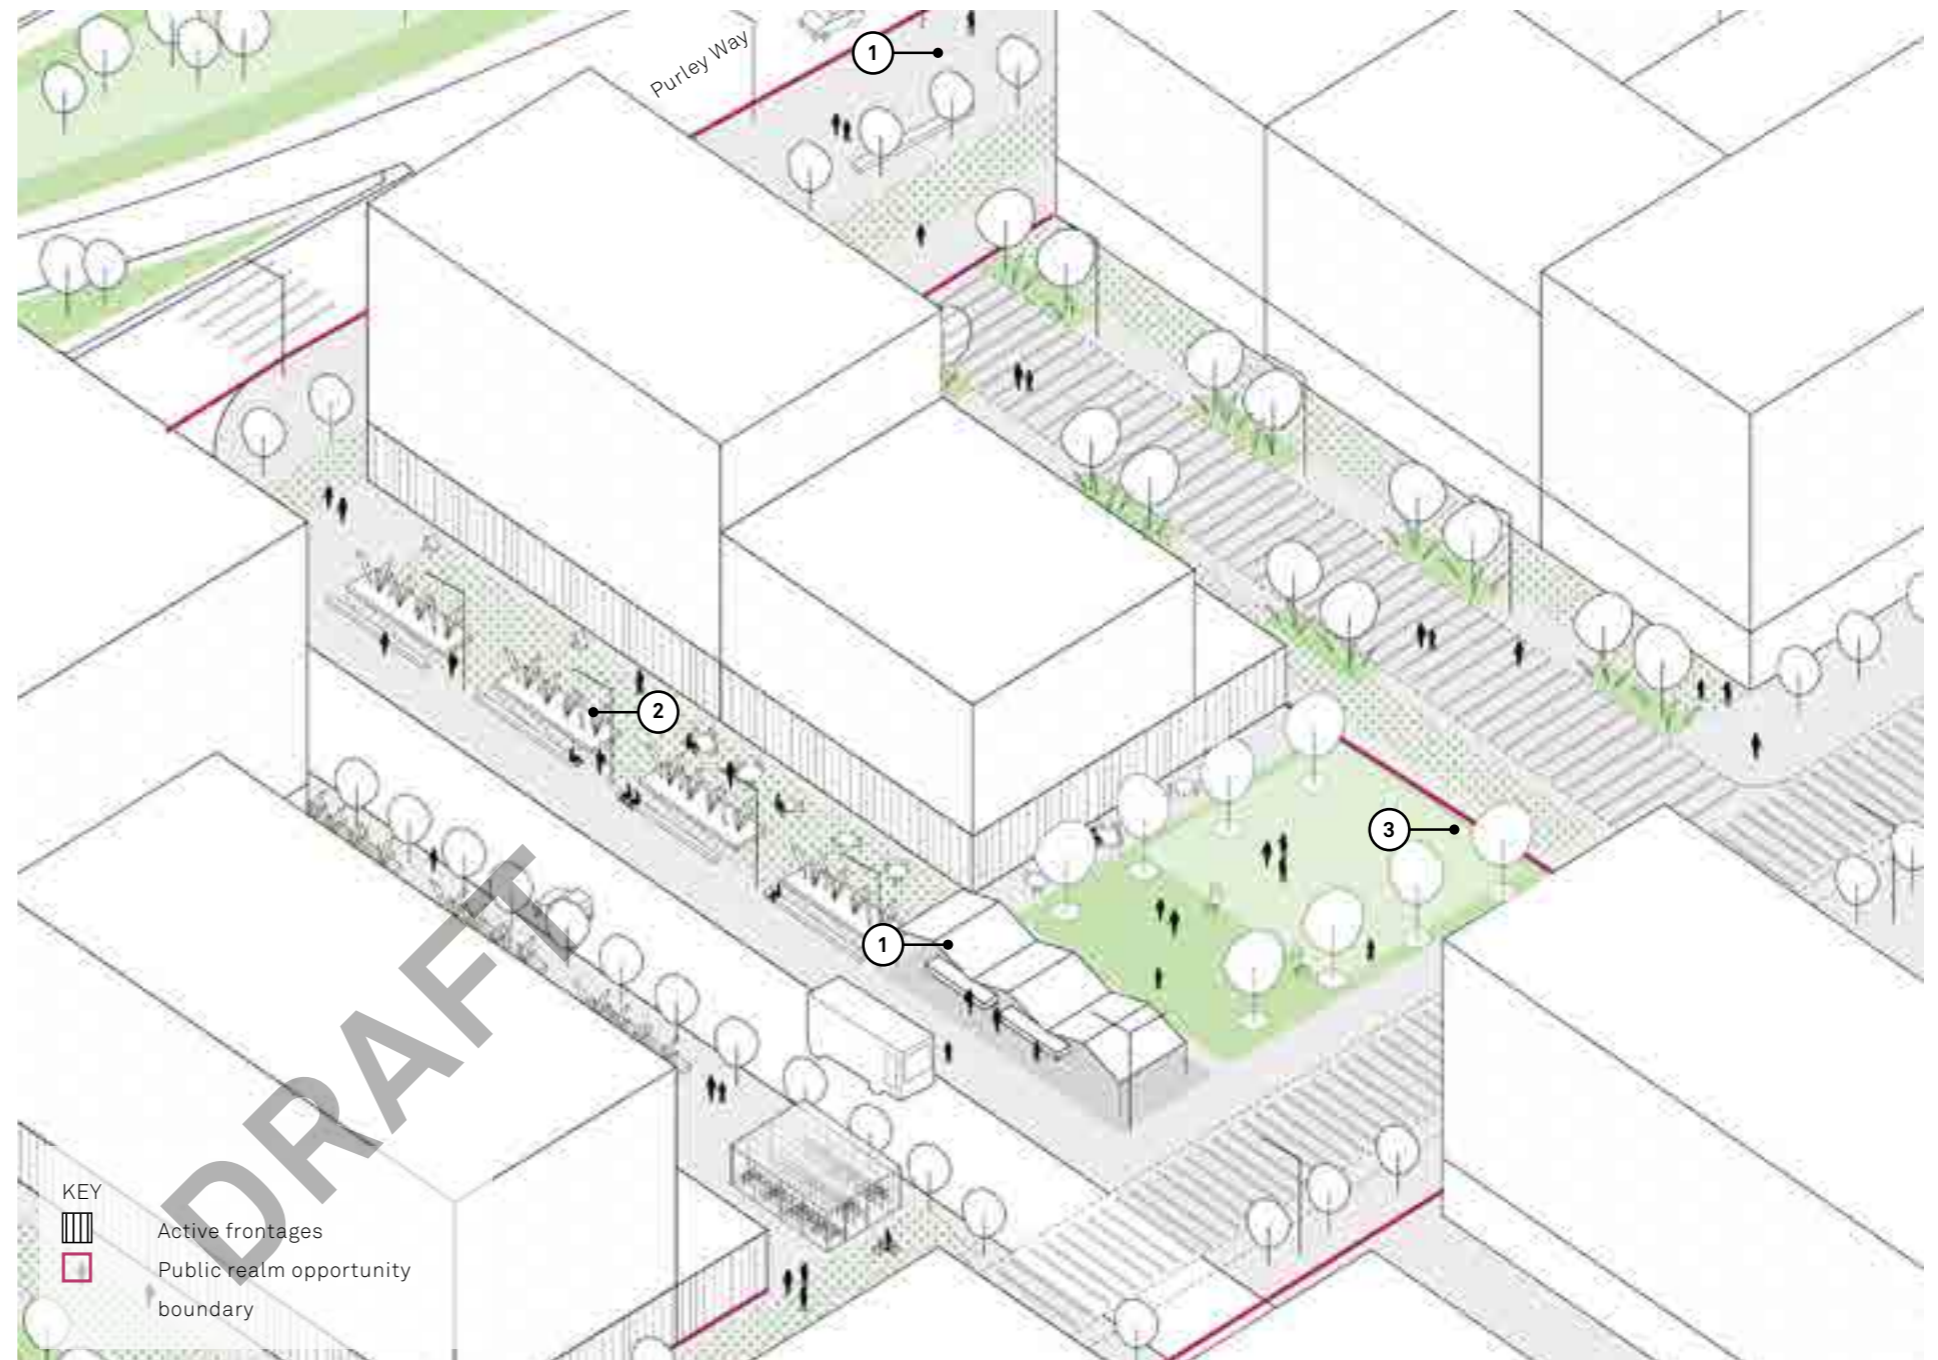 Purley Way
1
2
3
1
DRAFT
KEY
Active frontages
Public realm opportunity
boundary